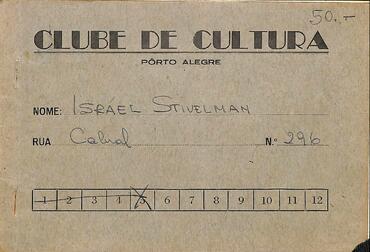 50.-
CLUBE DE CULTURA
PÔRTO ALEGRE
NOME: ISRAEL STIVELMAN
RUA Cabral N.º 296
1 2 3 4 5 6 7 8 9 10 11 12